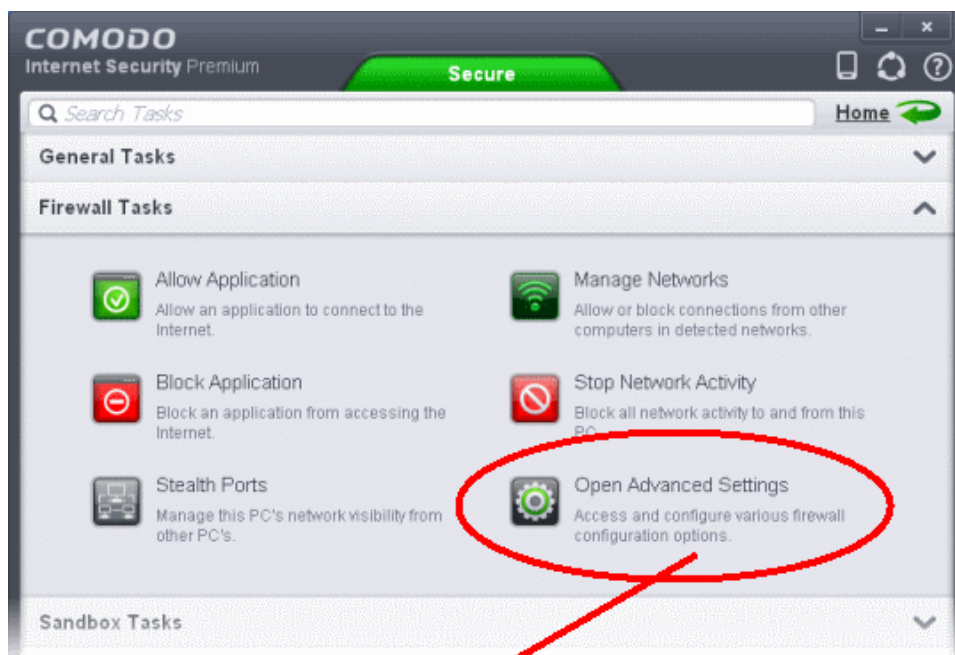 COMODO
Internet Security Premium
Secure
Search Tasks
Home
General Tasks
Firewall Tasks
Allow Application
Allow an application to connect to the
Internet.
Manage Networks
Allow or block connections from other
computers in detected networks.
Block Application
Block an application from accessing the
Internet.
Stop Network Activity
Block all network activity to and from this
PC.
Stealth Ports
Manage this PC's network visibility from
other PC's.
Open Advanced Settings
Access and configure various firewall
configuration options.
Sandbox Tasks